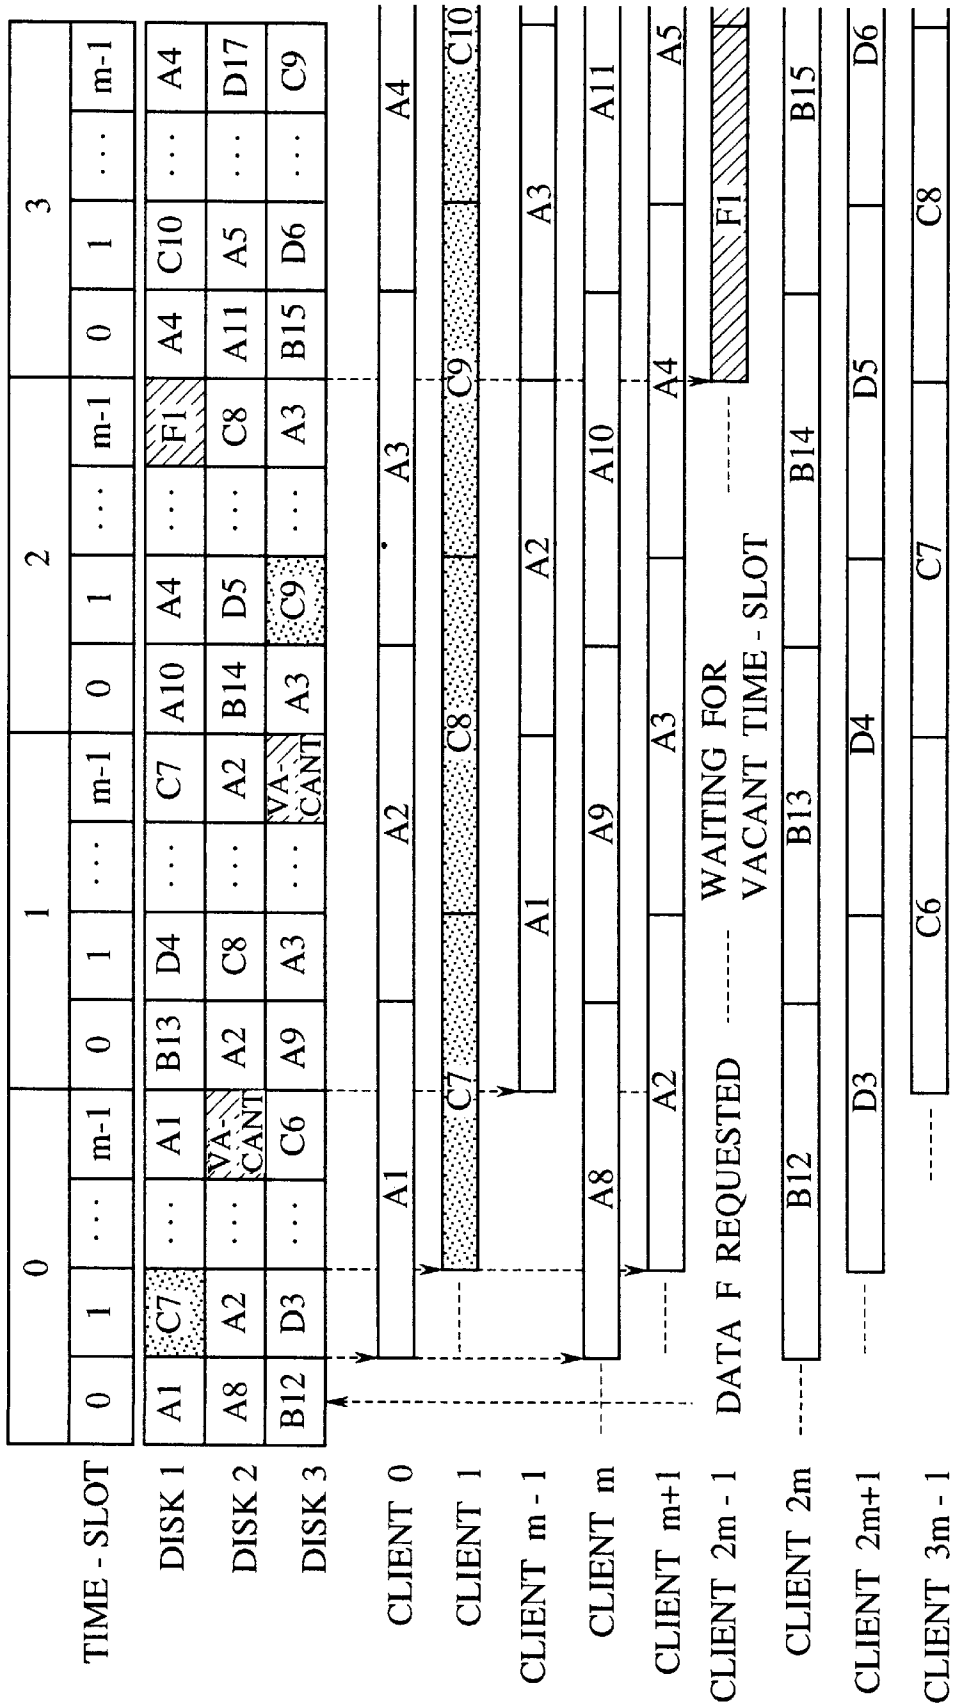 0 1 2 3
TIME - SLOT 0 1 ... m-1 0 1 ... m-1 0 1 ... m-1 0 1 ... m-1
DISK 1 A1 C7 ... A1 B13 D4 ... C7 A10 A4 ... F1 A4 C10 ... A4
DISK 2 A8 A2 ... VA-CANT A2 C8 ... A2 B14 D5 ... C8 A11 A5 ... D17
DISK 3 B12 D3 ... C6 A9 A3 ... VA-CANT A3 C9 ... A3 B15 D6 ... C9
CLIENT 0 A1 A2 A3 A4
CLIENT 1 C7 C8 C9 C10
CLIENT m - 1 A1 A2 A3
CLIENT m A8 A9 A10 A11
CLIENT m+1 A2 A3 A4 A5
CLIENT 2m - 1 DATA F REQUESTED WAITING FOR VACANT TIME - SLOT F1
CLIENT 2m B12 B13 B14 B15
CLIENT 2m+1 D3 D4 D5 D6
CLIENT 3m - 1 C6 C7 C8